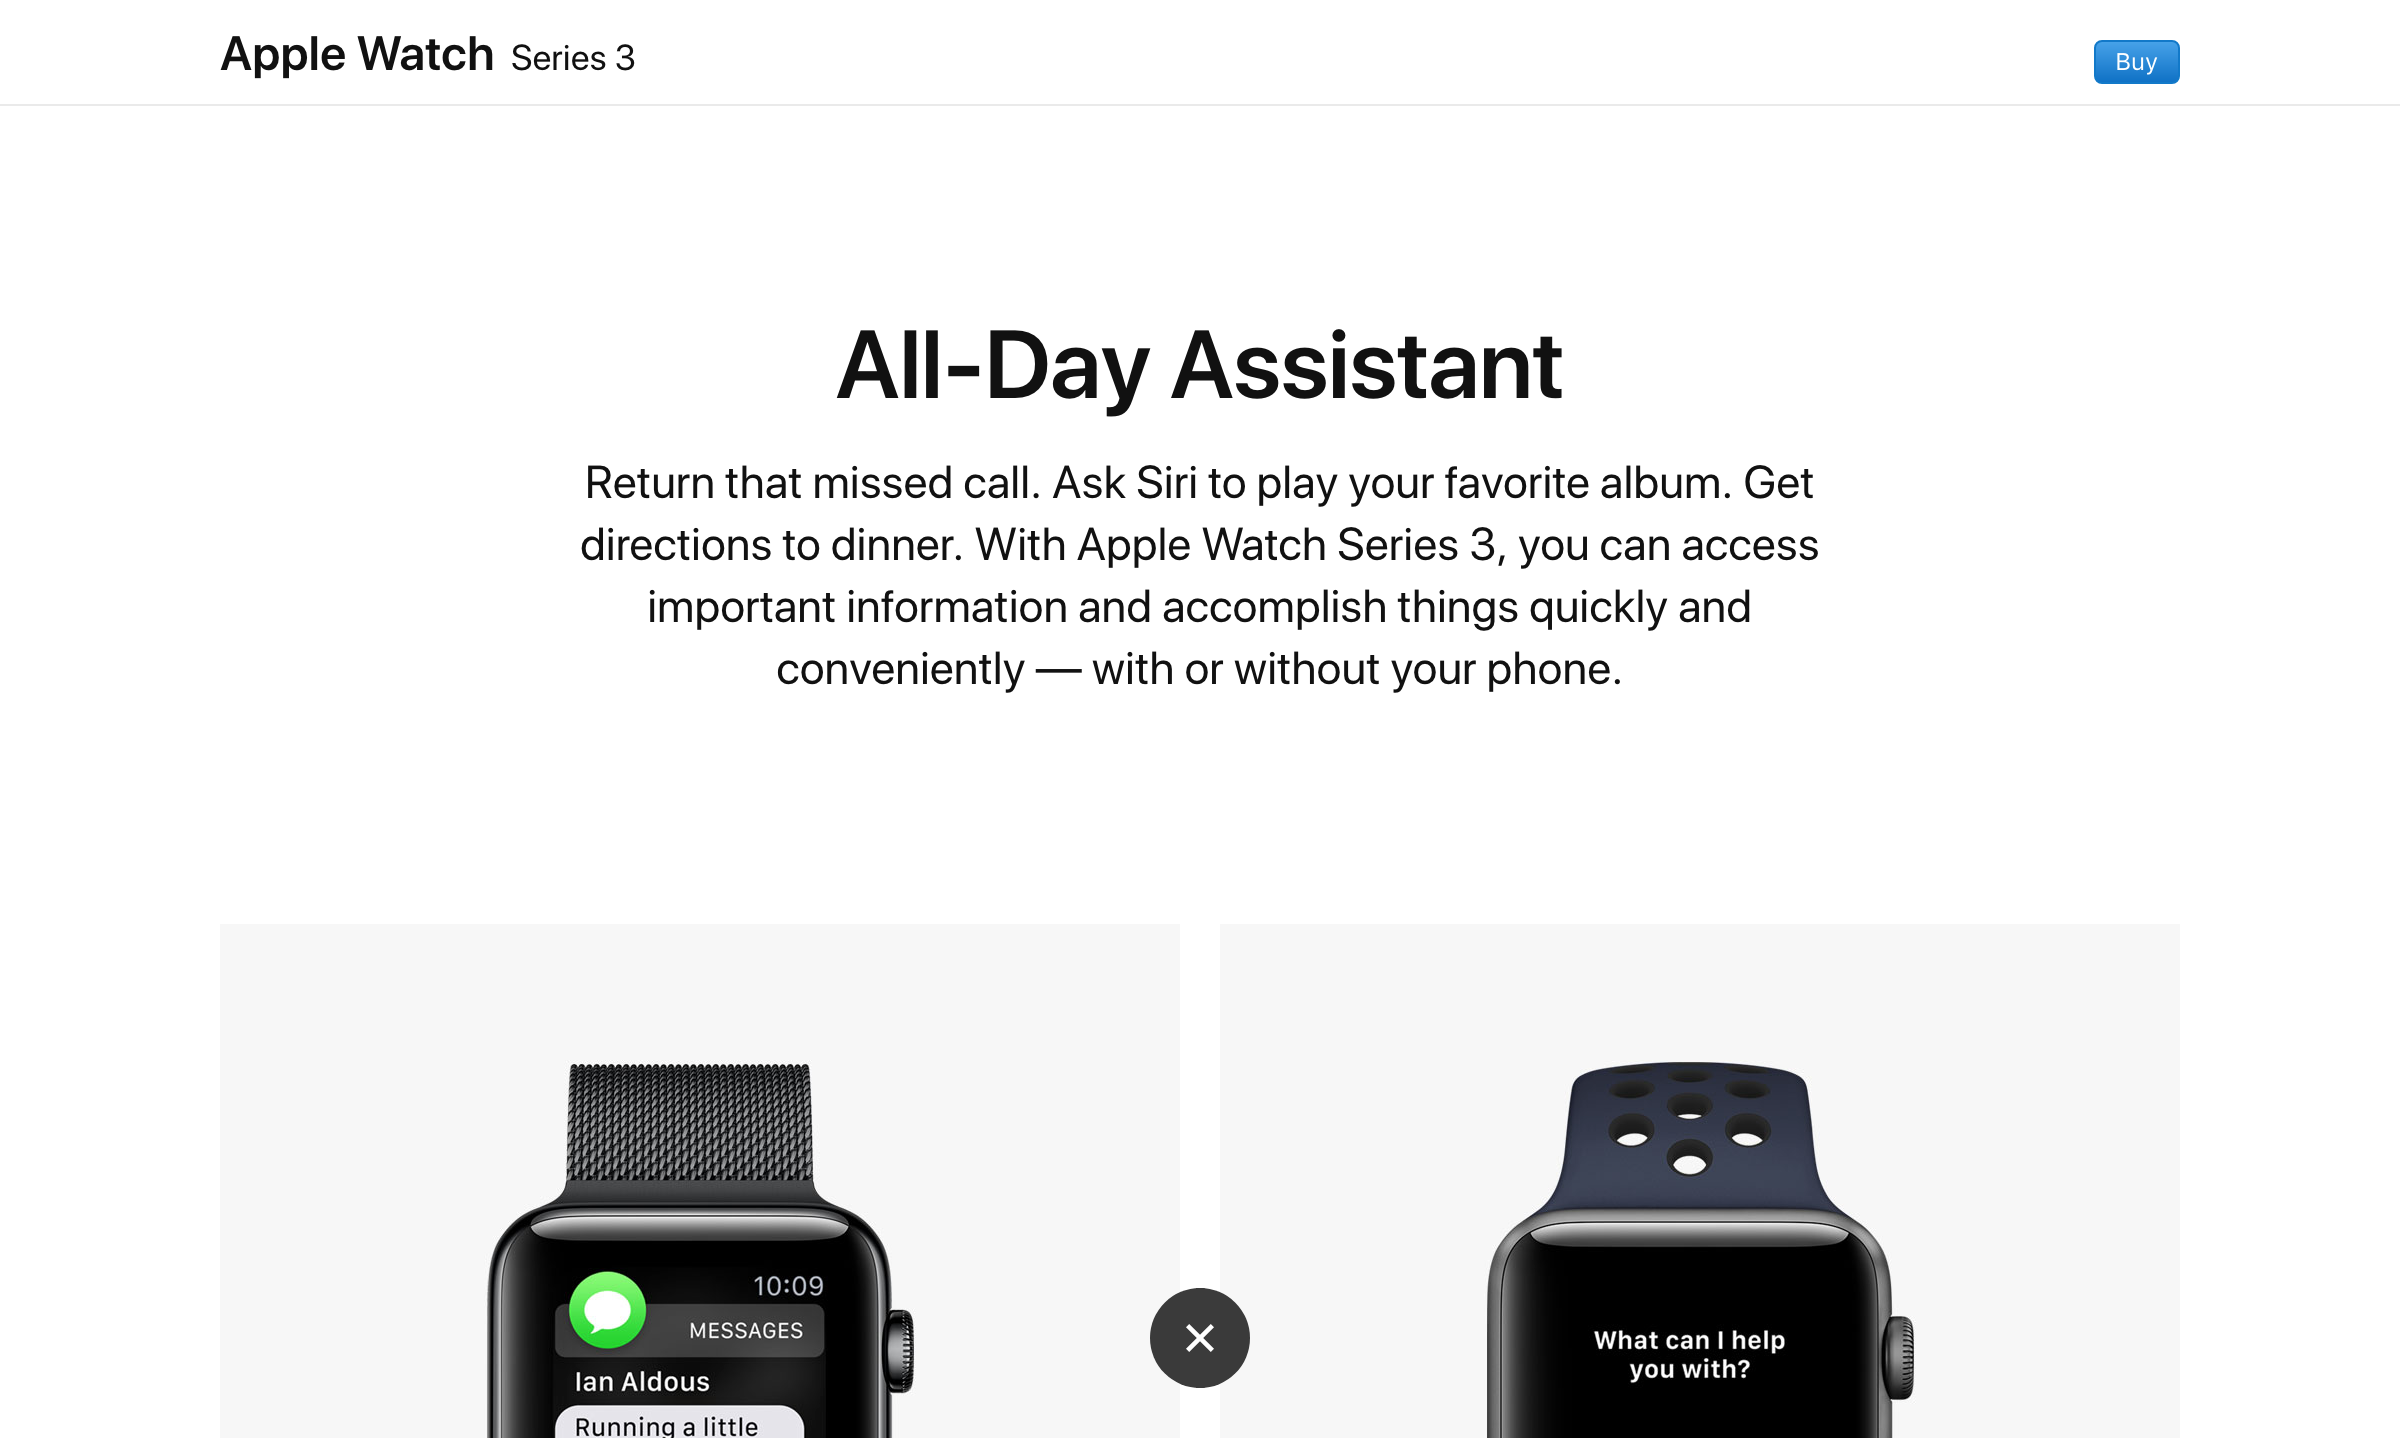 Apple Watch Series 3
Buy
All-Day Assistant
Return that missed call. Ask Siri to play your favorite album. Get
directions to dinner. With Apple Watch Series 3, you can access
important information and accomplish things quickly and
conveniently — with or without your phone.
10:09
MESSAGES
Ian Aldous
Running a little
What can I help
you with?